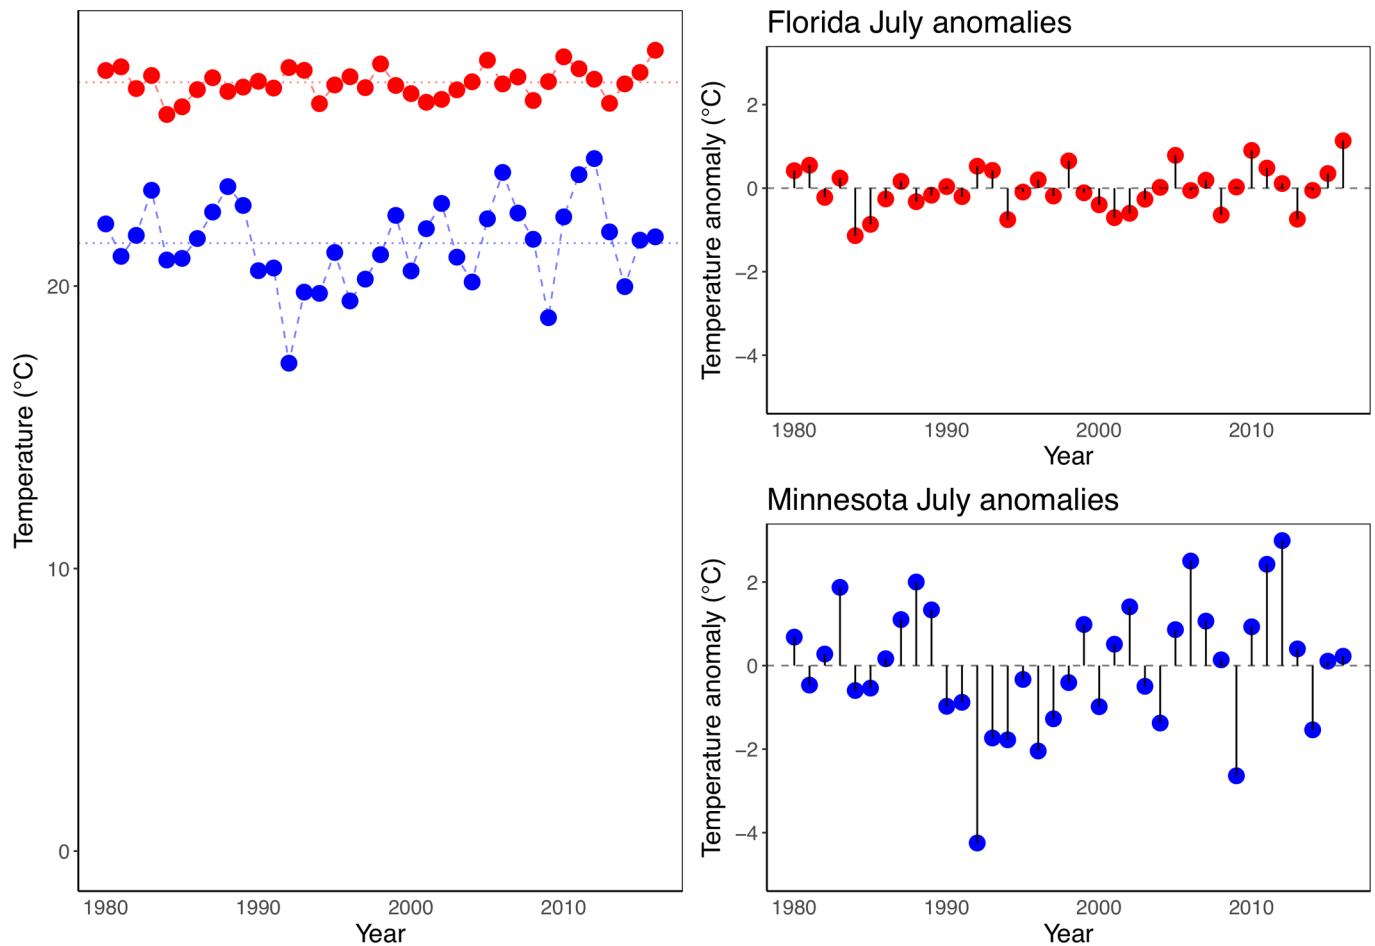 20
10
0
Temperature (°C)
1980 1990 2000 2010
Year
Florida July anomalies
2
0
−2
−4
Temperature anomaly (°C)
1980 1990 2000 2010
Year
Minnesota July anomalies
2
0
−2
−4
Temperature anomaly (°C)
1980 1990 2000 2010
Year